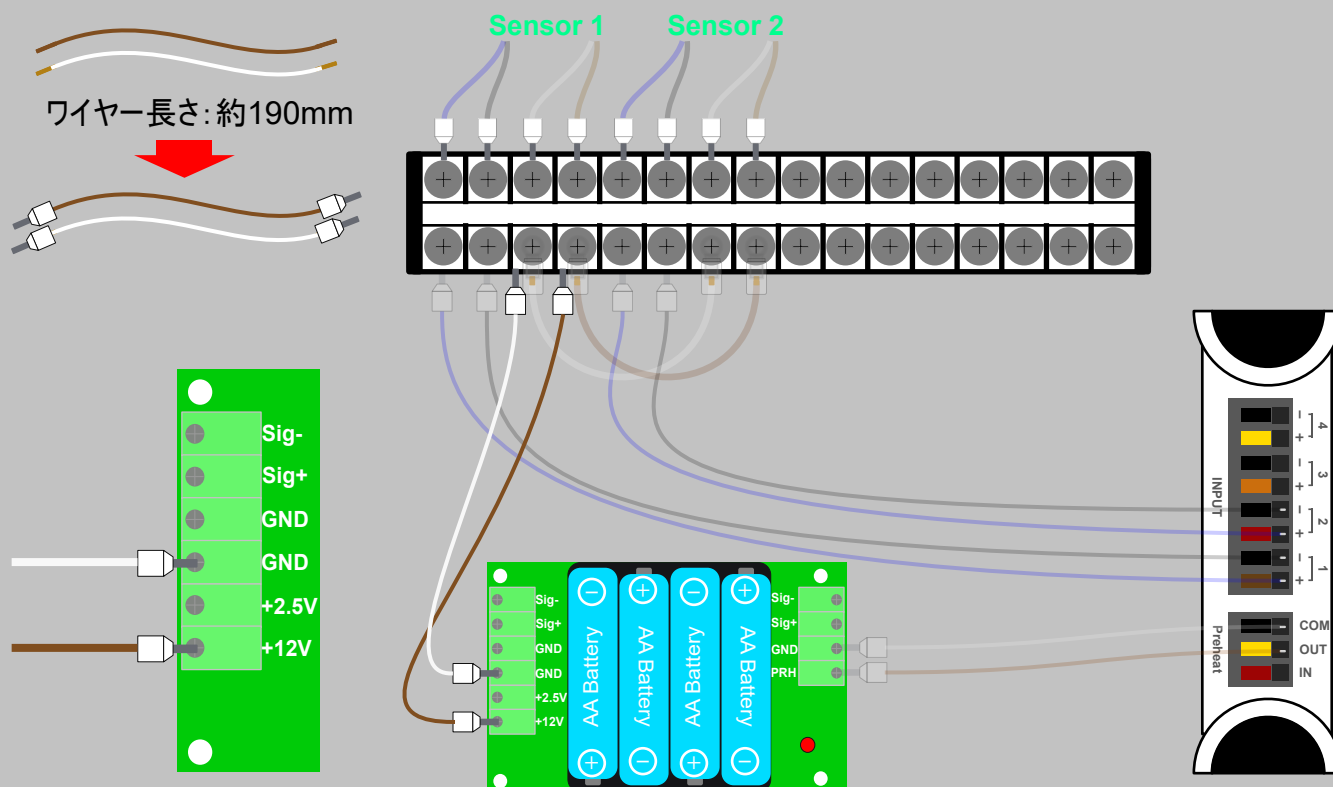 Sensor 1
Sensor 2
ワイヤー長さ：約190mm
Sig-
Sig+
GND
GND
+2.5V
+12V
Sig-
Sig+
GND
GND
+2.5V
+12V
AA Battery
AA Battery
AA Battery
AA Battery
Sig-
Sig+
GND
PRH
INPUT
- 4
+
- 3
+
- 2
+
- 1
+
Preheat
COM
OUT
IN